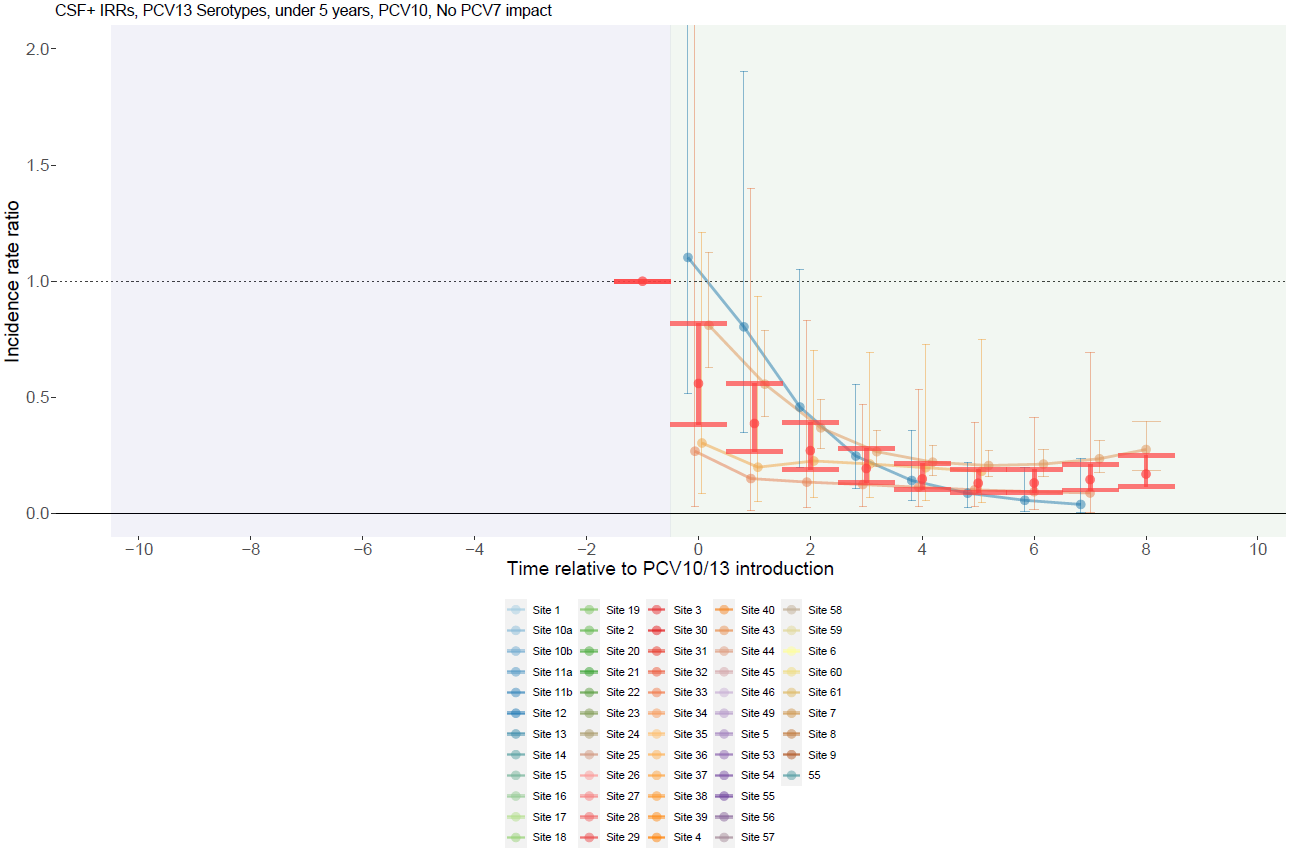 CSF+ IRRs, PCV13 Serotypes, under 5 years, PCV10, No PCV7 impact
Incidence rate ratio
2.0
1.5
1.0
0.5
0.0
−10 −8 −6 −4 −2 0 2 4 6 8 10
Time relative to PCV10/13 introduction
Site 1 Site 19 Site 3 Site 40 Site 58
Site 10a Site 2 Site 30 Site 43 Site 59
Site 10b Site 20 Site 31 Site 44 Site 6
Site 11a Site 21 Site 32 Site 45 Site 60
Site 11b Site 22 Site 33 Site 46 Site 61
Site 12 Site 23 Site 34 Site 49 Site 7
Site 13 Site 24 Site 35 Site 5 Site 8
Site 14 Site 25 Site 36 Site 53 Site 9
Site 15 Site 26 Site 37 Site 54 55
Site 16 Site 27 Site 38 Site 55
Site 17 Site 28 Site 39 Site 56
Site 18 Site 29 Site 4 Site 57